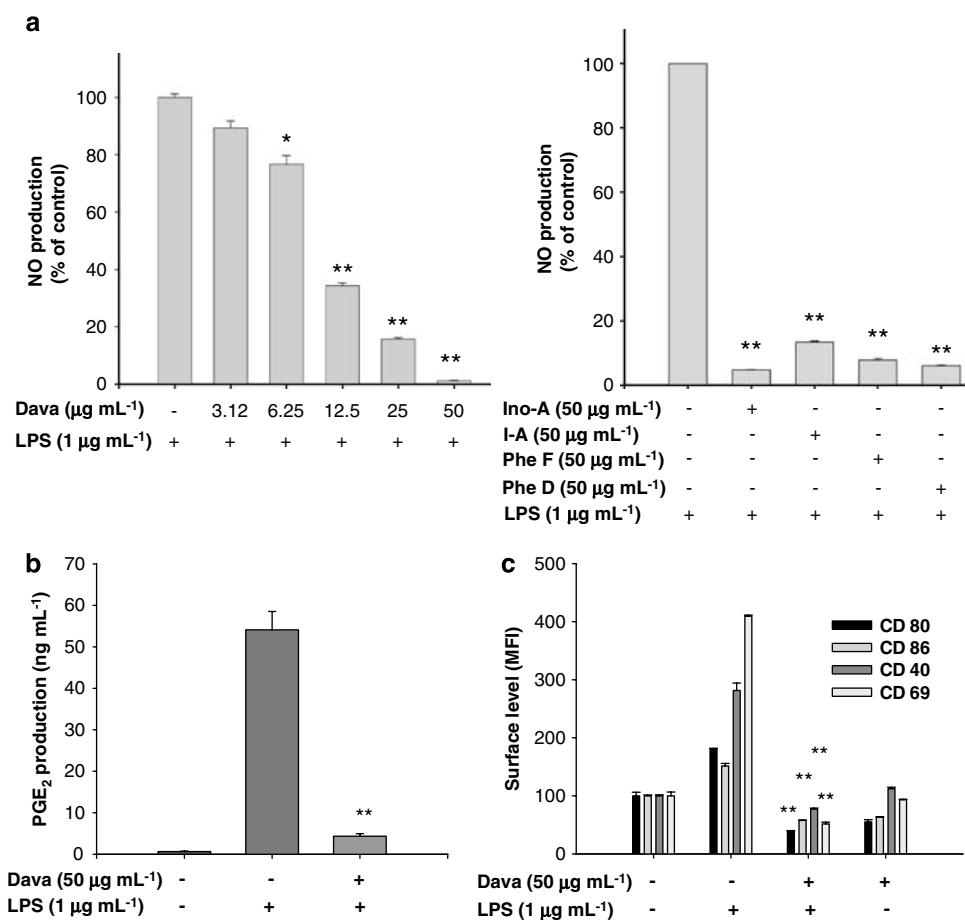 a
NO production
(% of control)
100
80
60
40
20
0
*
**
**
**
Dava (μg mL⁻¹) - 3.12 6.25 12.5 25 50
LPS (1 μg mL⁻¹) + + + + + +
NO production
(% of control)
100
80
60
40
20
0
**
**
**
**
Ino-A (50 μg mL⁻¹) - + - - -
I-A (50 μg mL⁻¹) - - + - -
Phe F (50 μg mL⁻¹) - - - + -
Phe D (50 μg mL⁻¹) - - - - +
LPS (1 μg mL⁻¹) + + + + +
b
PGE₂ production (ng mL⁻¹)
70
60
50
40
30
20
10
0
**
Dava (50 μg mL⁻¹) - - +
LPS (1 μg mL⁻¹) - + +
c
Surface level (MFI)
500
400
300
200
100
0
CD 80
CD 86
CD 40
CD 69
**
**
**
**
Dava (50 μg mL⁻¹) - - + +
LPS (1 μg mL⁻¹) - + + -